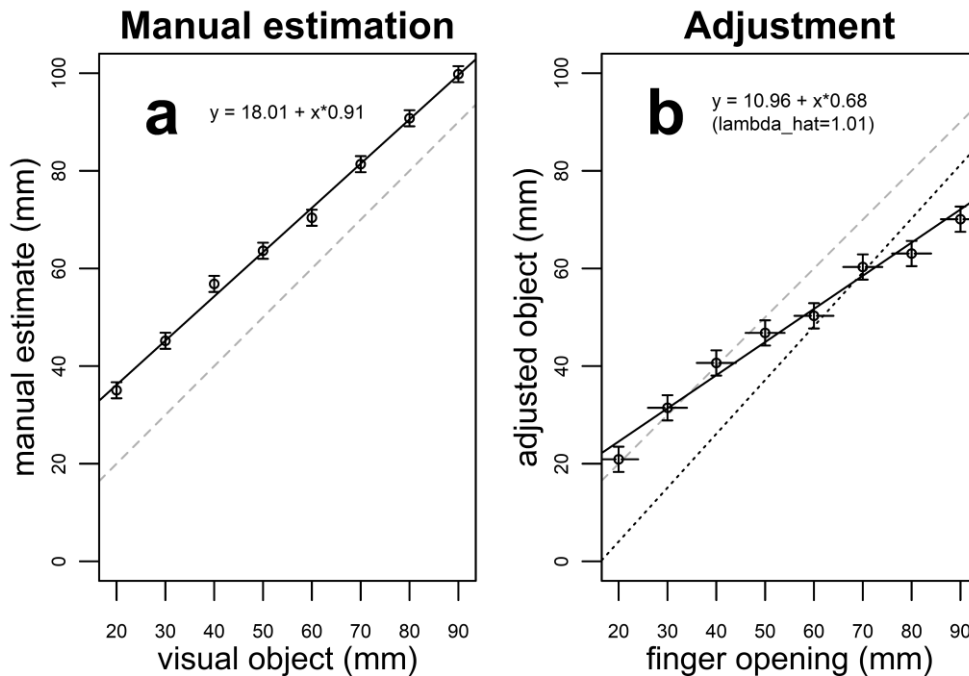 Manual estimation
a
y = 18.01 + x*0.91
manual estimate (mm)
0
20
40
60
80
100
20 30 40 50 60 70 80 90
visual object (mm)
Adjustment
b
y = 10.96 + x*0.68
(lambda_hat=1.01)
adjusted object (mm)
0
20
40
60
80
100
20 30 40 50 60 70 80 90
finger opening (mm)